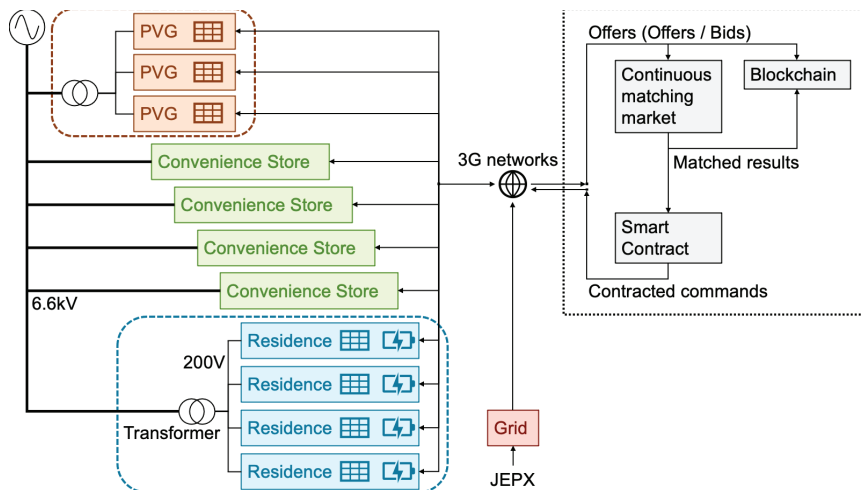 PVG
PVG
PVG
Convenience Store
Convenience Store
Convenience Store
Convenience Store
6.6kV
Residence
200V
Residence
Residence
Transformer
Residence
3G networks
Grid
JEPX
Offers (Offers / Bids)
Continuous
matching
market
Blockchain
Matched results
Smart
Contract
Contracted commands